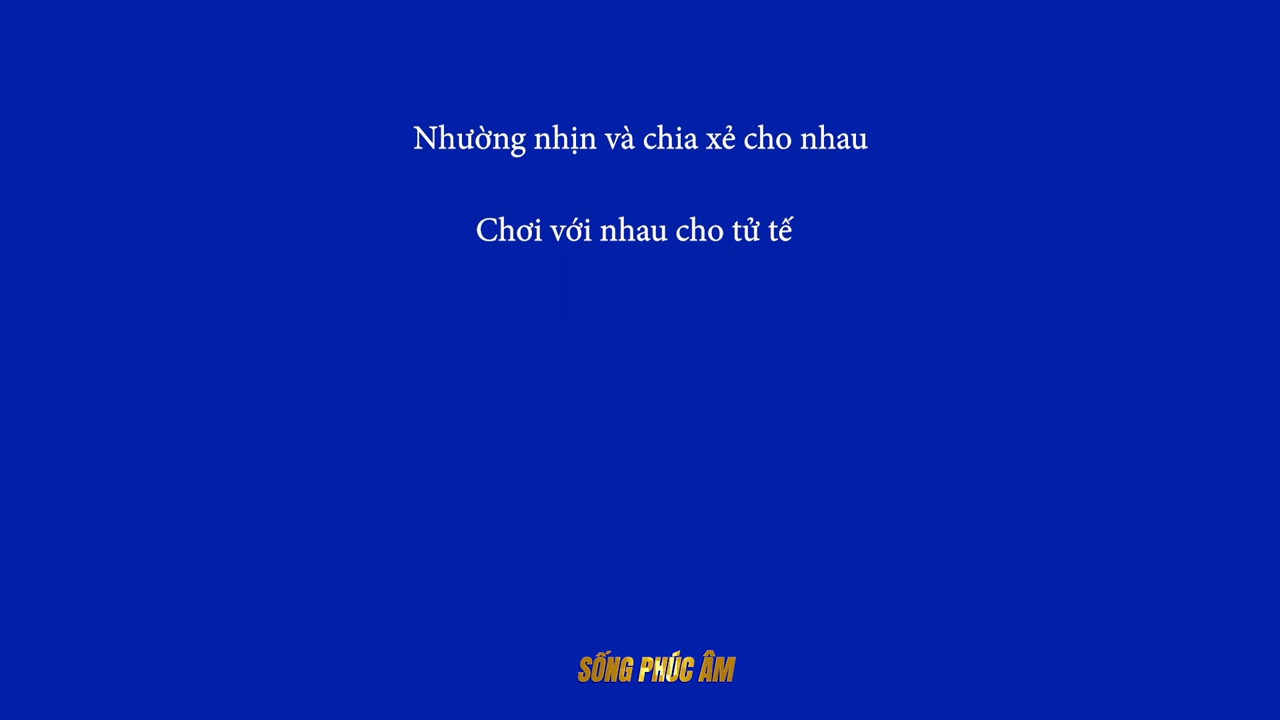 Nhường nhịn và chia xẻ cho nhau
Chơi với nhau cho tử tế
SỐNG PHÚC ÂM